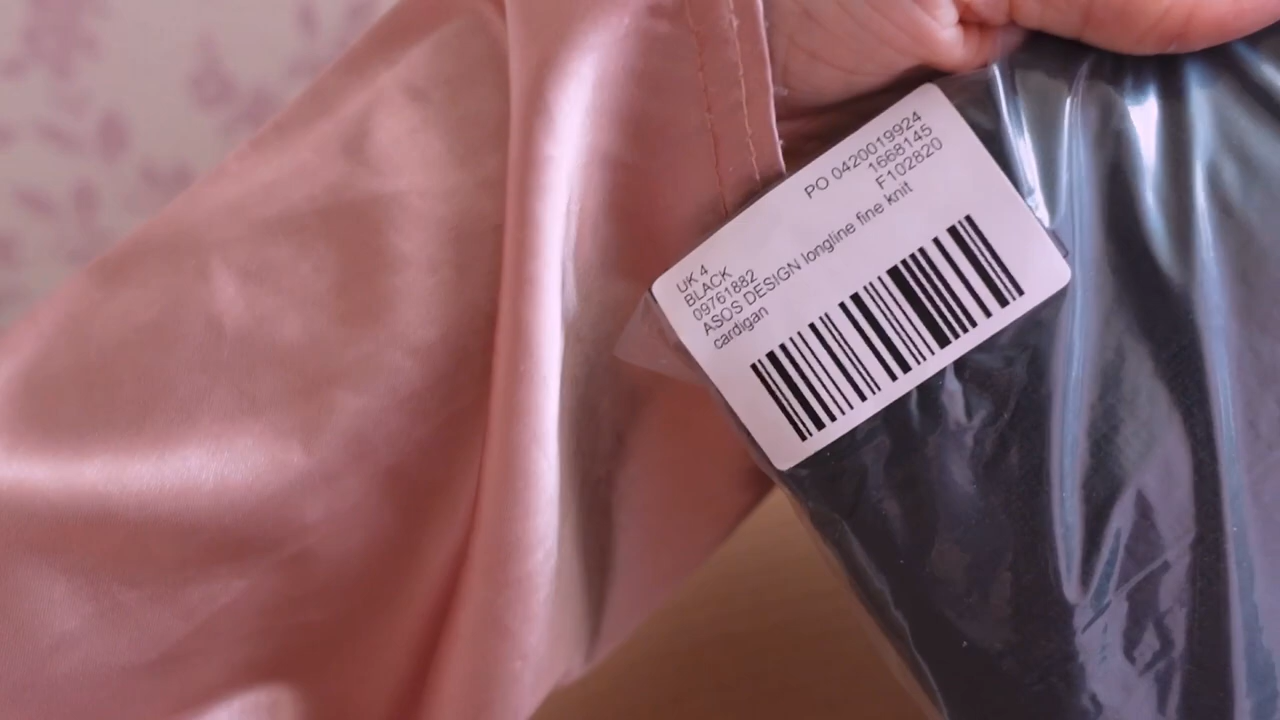 PO 0420019924
1668145
F102820
UK 4
BLACK
09761882
ASOS DESIGN longline fine knit
cardigan